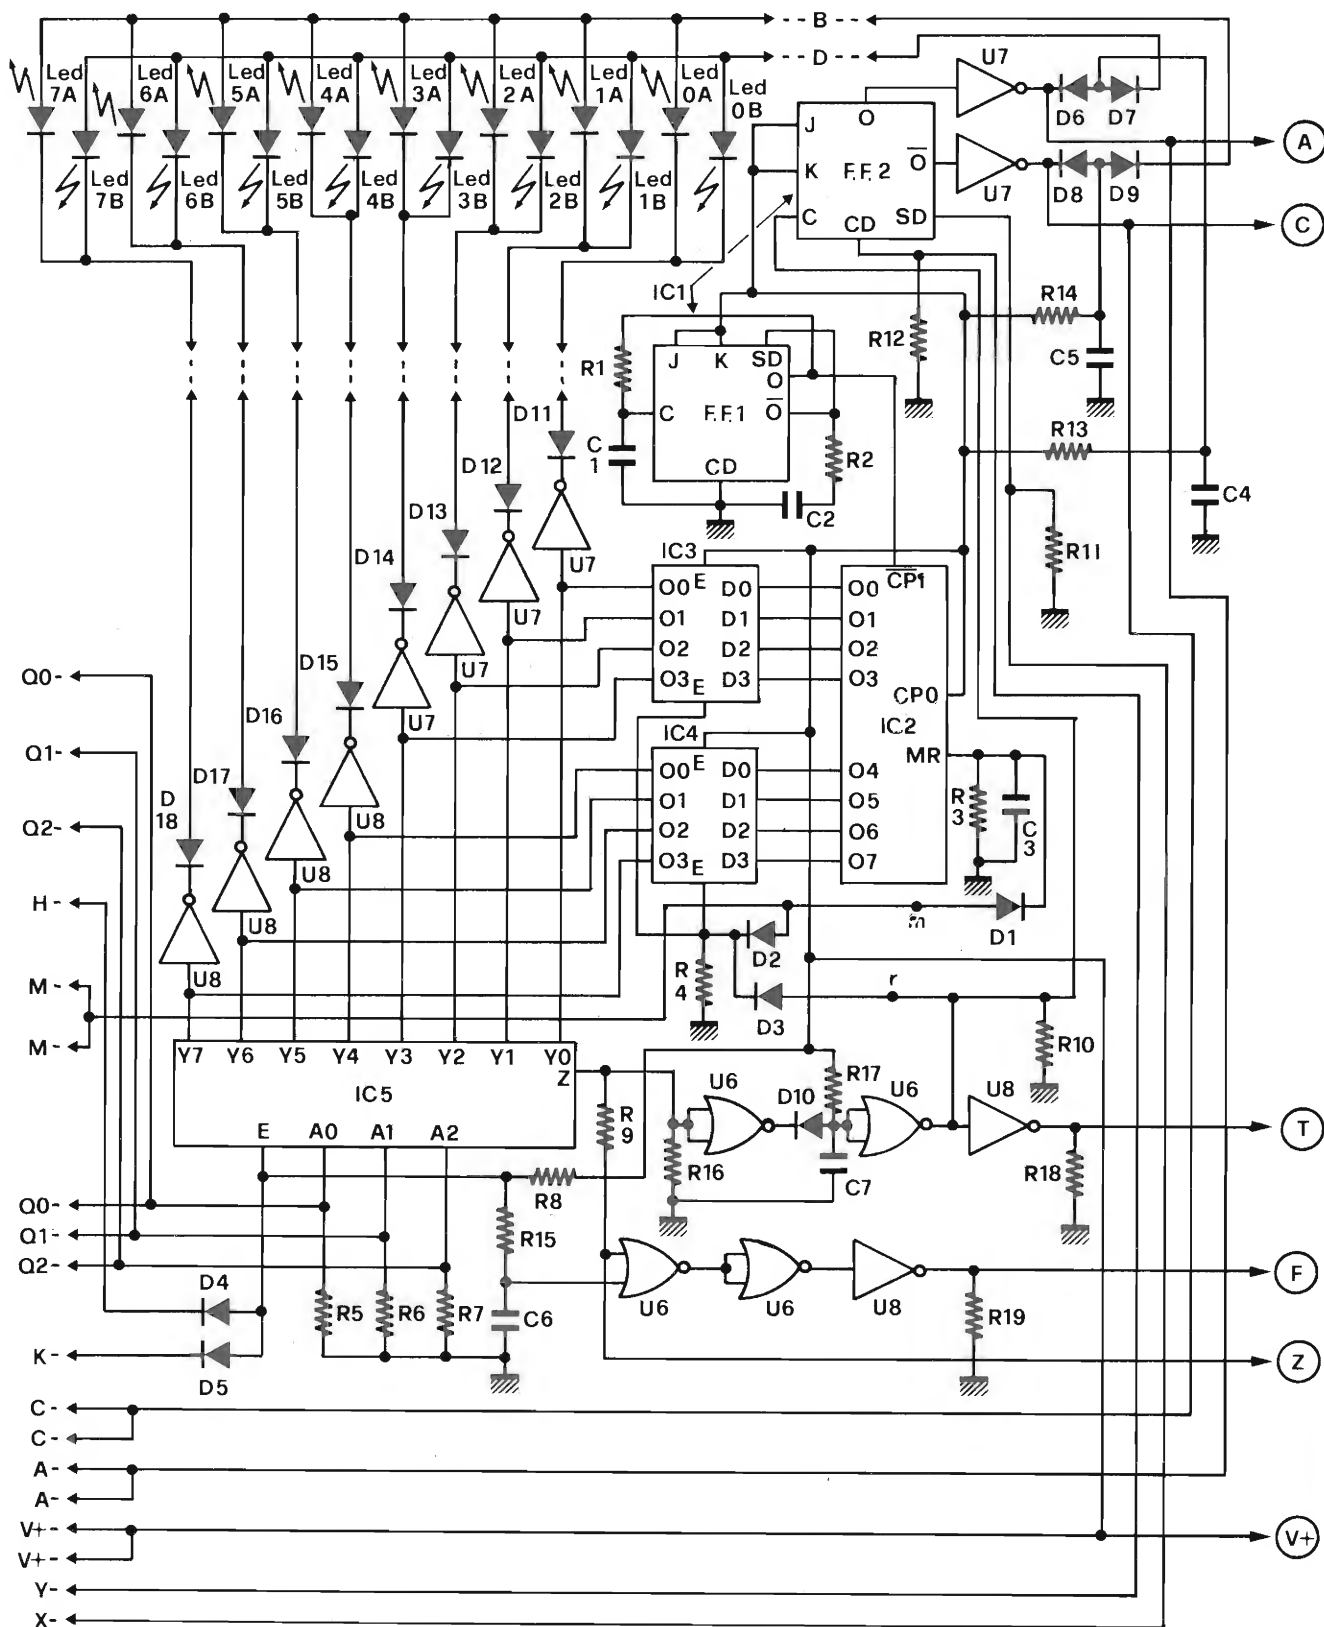 - - B - -
- - D - -
Led 7A
Led 6A
Led 5A
Led 4A
Led 3A
Led 2A
Led 1A
Led 0A
Led 0B
Led 7B
Led 6B
Led 5B
Led 4B
Led 3B
Led 2B
Led 1B
U7
D6
D7
A
J
O
K
F.F.2
O
U7
D8
D9
C
SD
CD
C
IC1
R14
R12
C5
R1
J
K
SD
O
C
F.F.1
O
D11
C1
R2
R13
CD
C2
C4
D12
D13
D14
U7
IC3
E
CP1
R11
O0
D0
O0
U7
O1
D1
O1
D15
U7
O2
D2
O2
Q0-
O3
D3
O3
E
CP0
D16
U7
IC4
IC2
Q1-
E
MR
D17
O0
D0
O4
D18
U8
O1
D1
O5
R3
C3
Q2-
O2
D2
O6
U8
O3
E
D3
O7
H-
U8
m
D1
D2
U8
R4
M-
r
D3
M-
R10
Y7
Y6
Y5
Y4
Y3
Y2
Y1
Y0
Z
IC5
R17
U6
D10
U6
U8
E
A0
A1
A2
R9
T
R16
C7
R18
R8
Q0-
Q1-
R15
Q2-
F
D4
R5
R6
R7
C6
U6
U6
U8
R19
K-
Z
D5
C-
C-
A-
A-
V+-
V+
V+-
Y-
X-